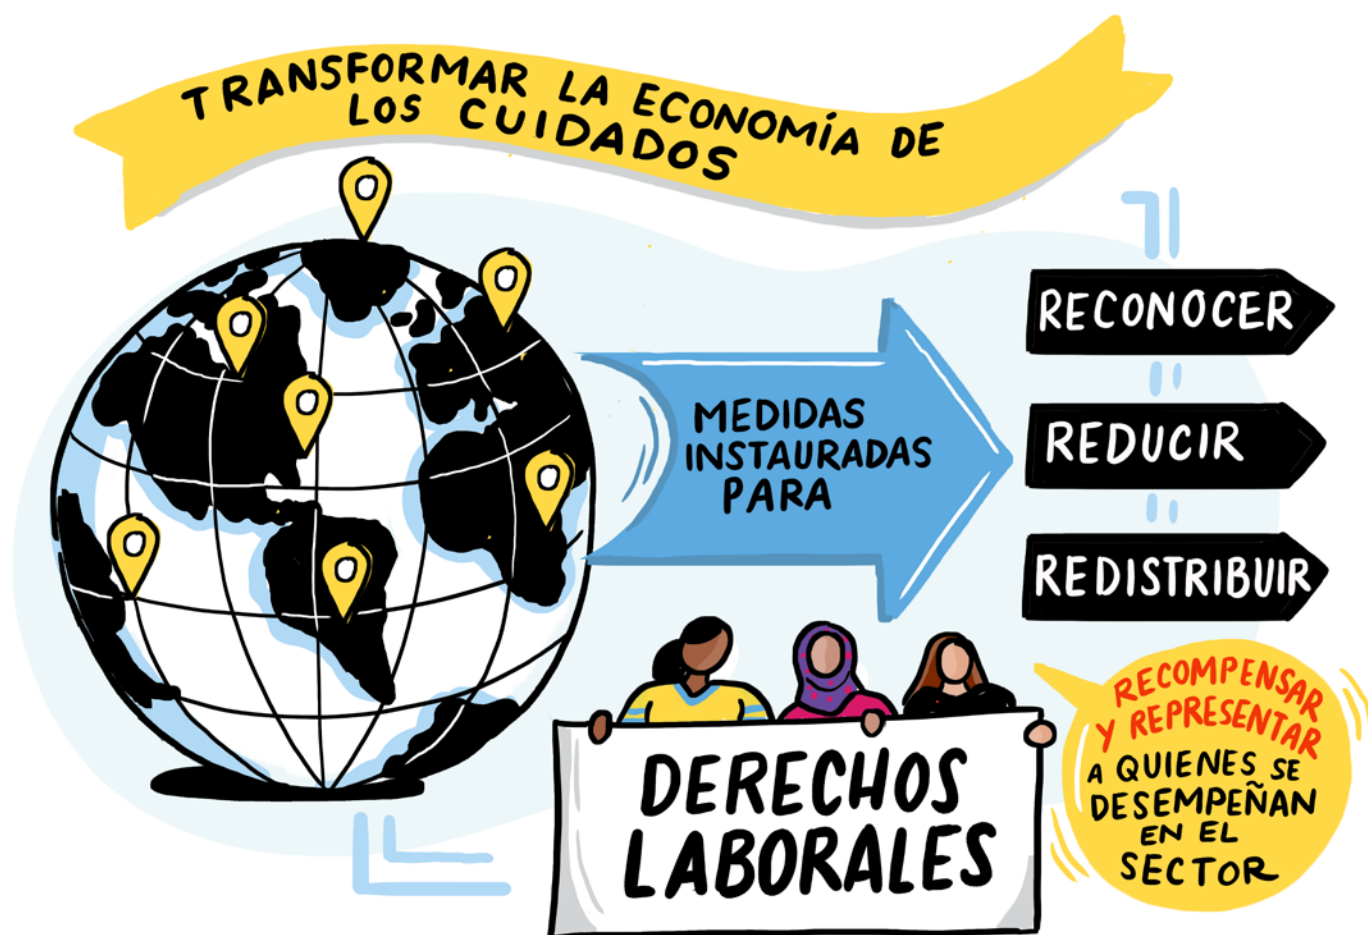 TRANSFORMAR LA ECONOMÍA DE
LOS CUIDADOS
MEDIDAS
INSTAURADAS
PARA
RECONOCER
REDUCIR
REDISTRIBUIR
RECOMPENSAR
Y REPRESENTAR
A QUIENES SE
DESEMPEÑAN
EN EL
SECTOR
DERECHOS
LABORALES